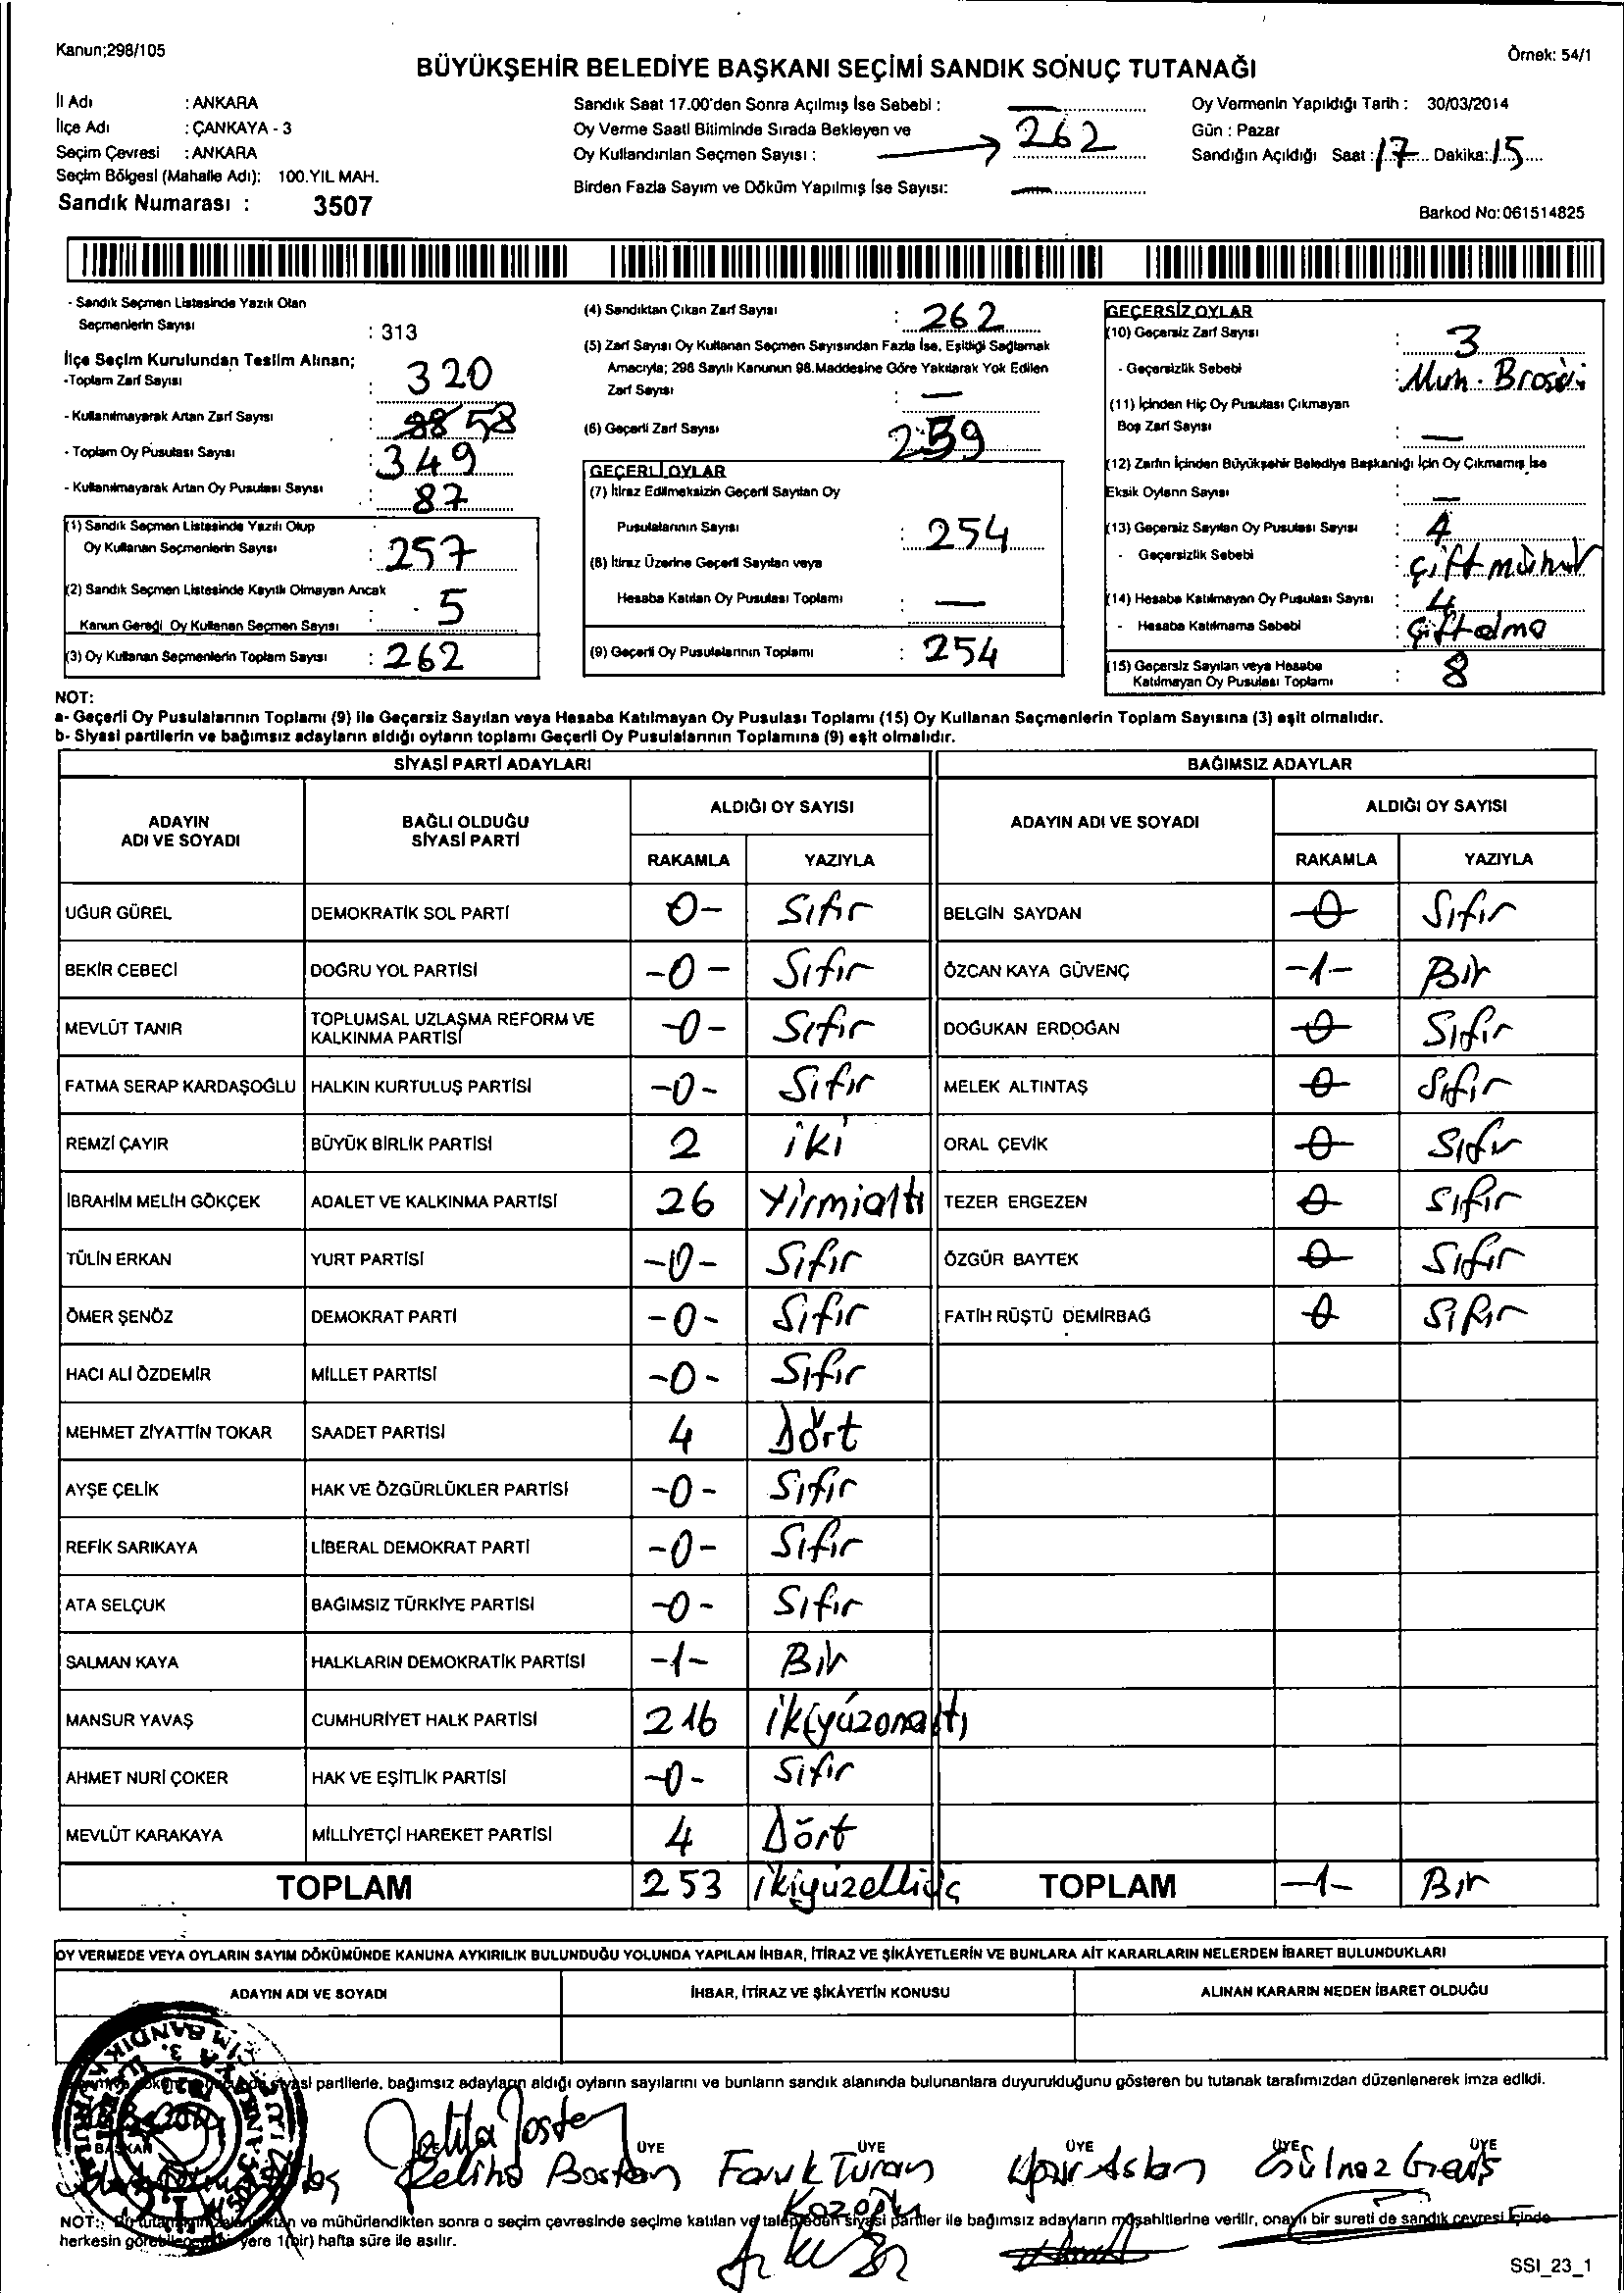 Kanun;298/105
Örnek: 54/1
BÜYÜKŞEHİR BELEDİYE BAŞKANI SEÇİMİ SANDIK SONUÇ TUTANAĞI
İl Adı : ANKARA
İlçe Adı : ÇANKAYA - 3
Seçim Çevresi : ANKARA
Seçim Bölgesi (Mahalle Adı): 100.YIL MAH.
Sandık Numarası : 3507
Sandık Saat 17.00'den Sonra Açılmış İse Sebebi : —
Oy Verme Saati Bitiminde Sırada Bekleyen ve
Oy Kullandırılan Seçmen Sayısı : → 262
Birden Fazla Sayım ve Döküm Yapılmış İse Sayısı: —
Oy Vermenin Yapıldığı Tarih : 30/03/2014
Gün : Pazar
Sandığın Açıldığı Saat : 17 Dakika: 15
Barkod No:061514825
- Sandık Seçmen Listesinde Yazılı Olan
Seçmenlerin Sayısı : 313
İlçe Seçim Kurulundan Teslim Alınan;
-Toplam Zarf Sayısı : 320
- Kullanılmayarak Artan Zarf Sayısı : 58
- Toplam Oy Pusulası Sayısı : 349
- Kullanılmayarak Artan Oy Pusulası Sayısı : 87
(1) Sandık Seçmen Listesinde Yazılı Olup
Oy Kullanan Seçmenlerin Sayısı : 257
(2) Sandık Seçmen Listesinde Kayıtlı Olmayan Ancak
Kanun Gereği Oy Kullanan Seçmen Sayısı : 5
(3) Oy Kullanan Seçmenlerin Toplam Sayısı : 262
(4) Sandıktan Çıkan Zarf Sayısı : 262
(5) Zarf Sayısı Oy Kullanan Seçmen Sayısından Fazla İse, Eşitliği Sağlamak
Amacıyla; 298 Sayılı Kanunun 98.Maddesine Göre Yakılarak Yok Edilen
Zarf Sayısı : —
(6) Geçerli Zarf Sayısı 259
GEÇERLİ OYLAR
(7) İtiraz Edilmeksizin Geçerli Sayılan Oy
Pusulalarının Sayısı : 254
(8) İtiraz Üzerine Geçerli Sayılan veya
Hesaba Katılan Oy Pusulası Toplamı : —
(9) Geçerli Oy Pusulalarının Toplamı : 254
GEÇERSİZ OYLAR
(10) Geçersiz Zarf Sayısı : 3
- Geçersizlik Sebebi : Muh.
(11) İçinden Hiç Oy Pusulası Çıkmayan
Boş Zarf Sayısı : —
(12) Zarfın İçinden Büyükşehir Belediye Başkanlığı İçin Oy Çıkmamış İse
Eksik Oyların Sayısı : —
(13) Geçersiz Sayılan Oy Pusulası Sayısı : 4
- Geçersizlik Sebebi : çift mühür
(14) Hesaba Katılmayan Oy Pusulası Sayısı : 4
- Hesaba Katılmama Sebebi : çift olma
(15) Geçersiz Sayılan veya Hesaba
Katılmayan Oy Pusulası Toplamı : 8
NOT:
a- Geçerli Oy Pusulalarının Toplamı (9) ile Geçersiz Sayılan veya Hesaba Katılmayan Oy Pusulası Toplamı (15) Oy Kullanan Seçmenlerin Toplam Sayısına (3) eşit olmalıdır.
b- Siyasi partilerin ve bağımsız adayların aldığı oyların toplamı Geçerli Oy Pusulalarının Toplamına (9) eşit olmalıdır.
SİYASİ PARTİ ADAYLARI BAĞIMSIZ ADAYLAR
ADAYIN ADI VE SOYADI BAĞLI OLDUĞU SİYASİ PARTİ ALDIĞI OY SAYISI RAKAMLA YAZIYLA ADAYIN ADI VE SOYADI ALDIĞI OY SAYISI RAKAMLA YAZIYLA
UĞUR GÜREL DEMOKRATİK SOL PARTİ 0- Sıfır BELGİN SAYDAN 0 Sıfır
BEKİR CEBECİ DOĞRU YOL PARTİSİ -0- Sıfır ÖZCAN KAYA GÜVENÇ -1- Bir
MEVLÜT TANIR TOPLUMSAL UZLAŞMA REFORM VE KALKINMA PARTİSİ -0- Sıfır DOĞUKAN ERDOĞAN 0 Sıfır
FATMA SERAP KARDAŞOĞLU HALKIN KURTULUŞ PARTİSİ -0- Sıfır MELEK ALTINTAŞ 0 Sıfır
REMZİ ÇAYIR BÜYÜK BİRLİK PARTİSİ 2 iki ORAL ÇEVİK 0 Sıfır
İBRAHİM MELİH GÖKÇEK ADALET VE KALKINMA PARTİSİ 26 Yirmialtı TEZER ERGEZEN 0 Sıfır
TÜLİN ERKAN YURT PARTİSİ -0- Sıfır ÖZGÜR BAYTEK 0 Sıfır
ÖMER ŞENÖZ DEMOKRAT PARTİ -0- Sıfır FATİH RÜŞTÜ DEMİRBAĞ 0 Sıfır
HACI ALİ ÖZDEMİR MİLLET PARTİSİ -0- Sıfır
MEHMET ZİYATTİN TOKAR SAADET PARTİSİ 4 Dört
AYŞE ÇELİK HAK VE ÖZGÜRLÜKLER PARTİSİ -0- Sıfır
REFİK SARIKAYA LİBERAL DEMOKRAT PARTİ -0- Sıfır
ATA SELÇUK BAĞIMSIZ TÜRKİYE PARTİSİ -0- Sıfır
SALMAN KAYA HALKLARIN DEMOKRATİK PARTİSİ -1- Bir
MANSUR YAVAŞ CUMHURİYET HALK PARTİSİ 216 ikiyüzonaltı
AHMET NURİ ÇOKER HAK VE EŞİTLİK PARTİSİ -0- Sıfır
MEVLÜT KARAKAYA MİLLİYETÇİ HAREKET PARTİSİ 4 Dört
TOPLAM 253 ikiyüzelliüç TOPLAM -1- Bir
OY VERMEDE VEYA OYLARIN SAYIM DÖKÜMÜNDE KANUNA AYKIRILIK BULUNDUĞU YOLUNDA YAPILAN İHBAR, İTİRAZ VE ŞİKÂYETLERİN VE BUNLARA AİT KARARLARIN NELERDEN İBARET BULUNDUKLARI
ADAYIN ADI VE SOYADI İHBAR, İTİRAZ VE ŞİKÂYETİN KONUSU ALINAN KARARIN NEDEN İBARET OLDUĞU
siyasi partilerle, bağımsız adayların aldığı oyların sayılarını ve bunların sandık alanında bulunanlara duyurulduğunu gösteren bu tutanak tarafımızdan düzenlenerek imza edildi.
BAŞKAN ÜYE ÜYE ÜYE ÜYE ÜYE
Bostan Faruk Turan Aslan Gülnaz
Kozoğlu
NOT: ve mühürlendikten sonra o seçim çevresinde seçime katılan ve talep eden siyasi partiler ile bağımsız adayların müşahitlerine verilir, onaylı bir sureti de sandık çevresi içinde
herkesin görebileceği bir yere 1(bir) hafta süre ile asılır.
SSI_23_1